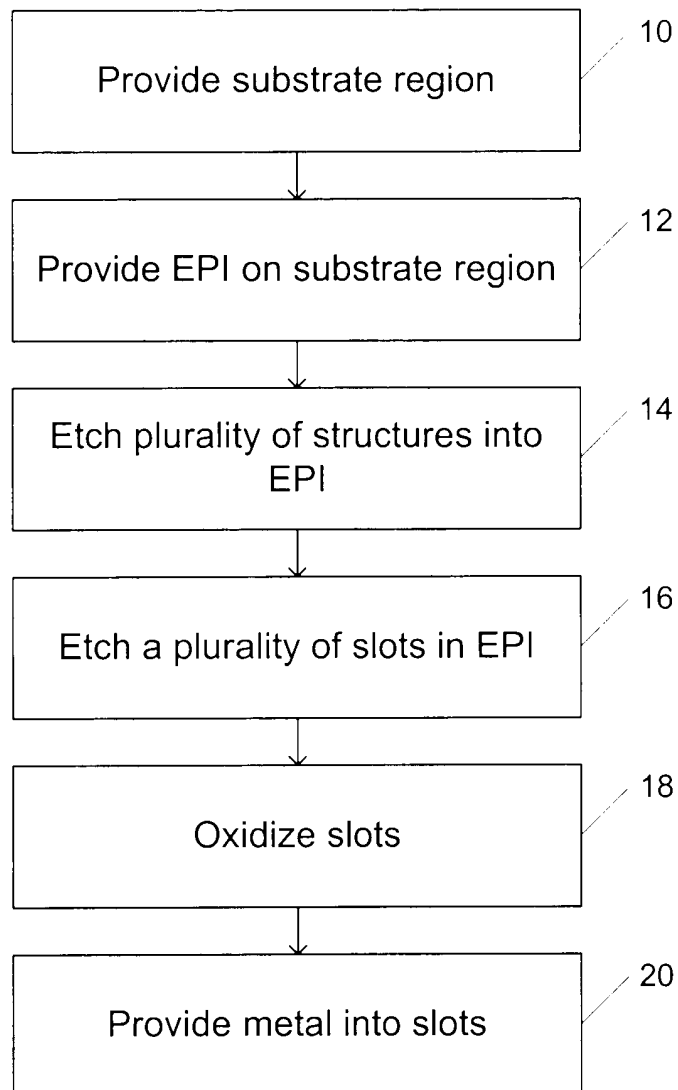 Provide substrate region
10
Provide EPI on substrate region
12
Etch plurality of structures into
EPI
14
Etch a plurality of slots in EPI
16
Oxidize slots
18
Provide metal into slots
20